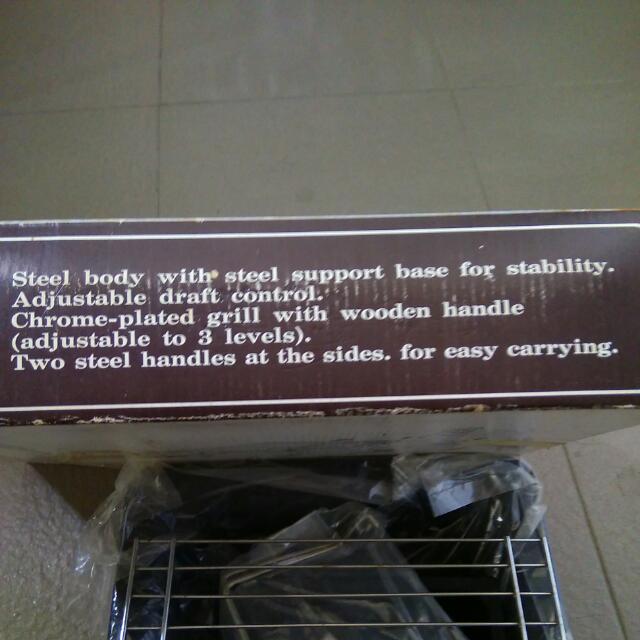 Steel body with steel support base for stability.
Adjustable draft control.
Chrome-plated grill with wooden handle
(adjustable to 3 levels).
Two steel handles at the sides. for easy carrying.